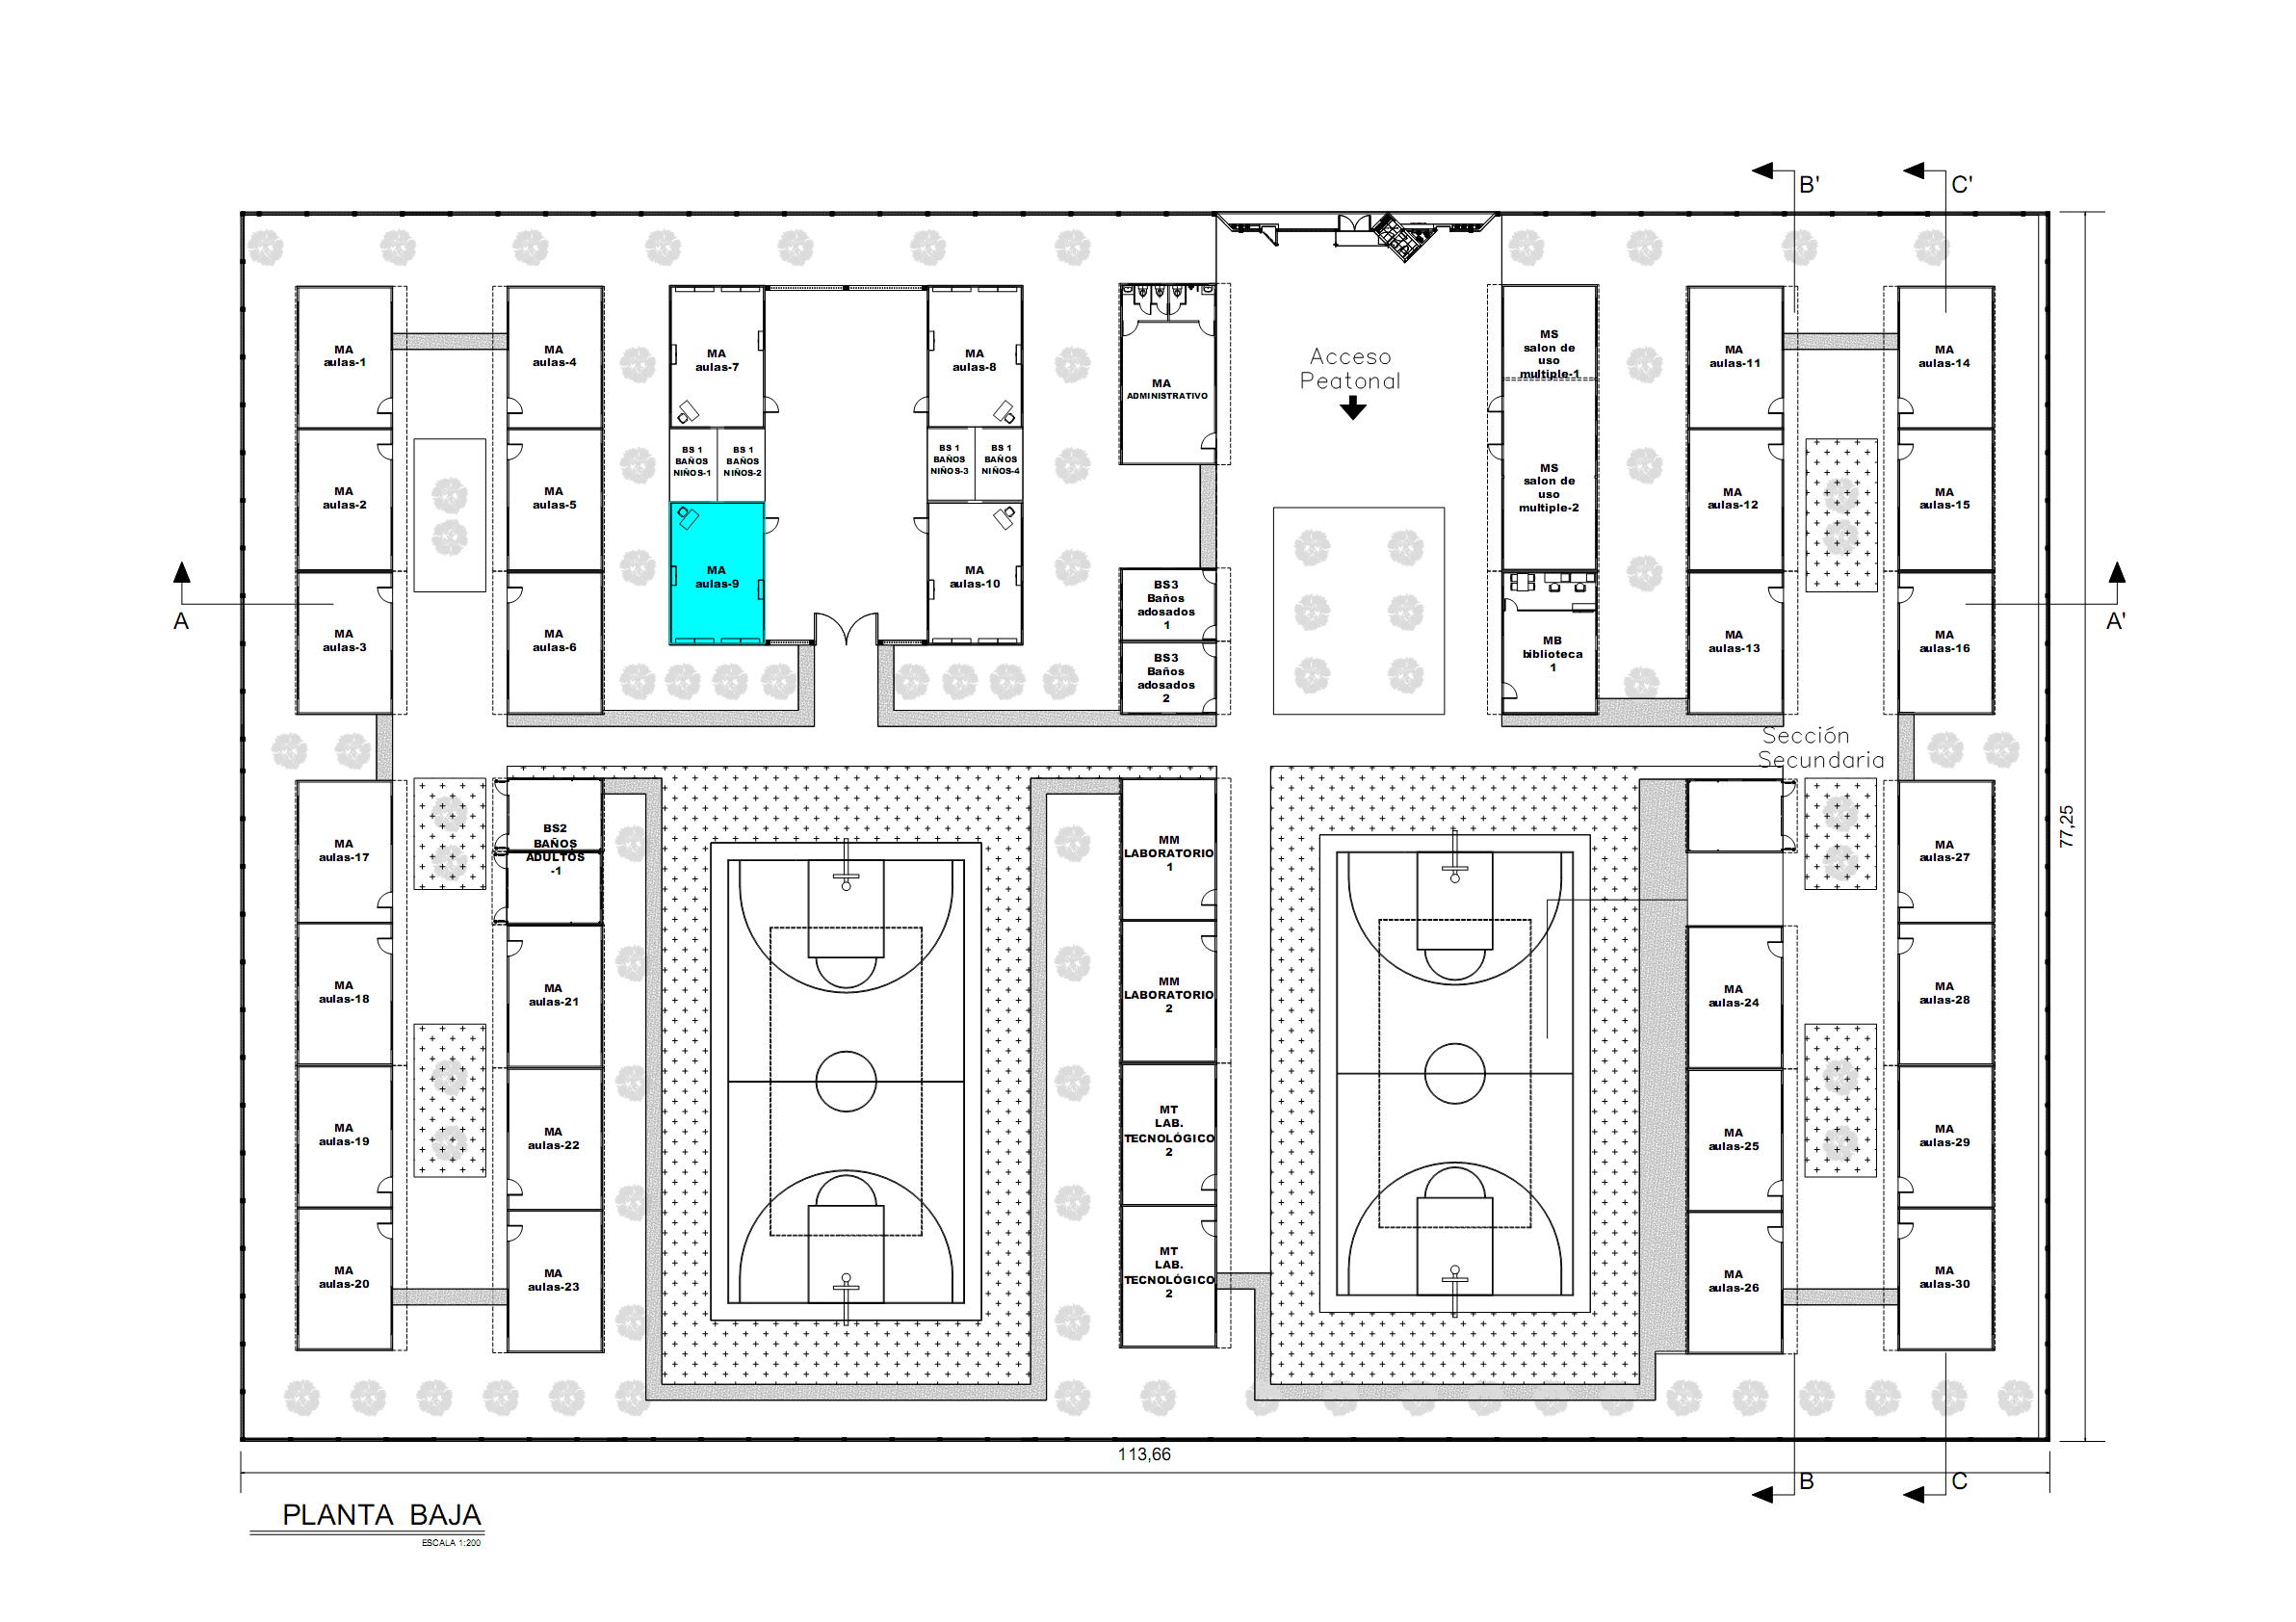 B'
C'
MA
aulas-1
MA
aulas-4
MA
aulas-7
MA
aulas-8
MA
ADMINISTRATIVO
Acceso
Peatonal
MS
salon de
uso
multiple-1
MA
aulas-11
MA
aulas-14
BS 1
BAÑOS
NIÑOS-1
BS 1
BAÑOS
NIÑOS-2
BS 1
BAÑOS
NIÑOS-3
BS 1
BAÑOS
NIÑOS-4
MA
aulas-2
MA
aulas-5
MS
salon de
uso
multiple-2
MA
aulas-12
MA
aulas-15
A
MA
aulas-3
MA
aulas-6
MA
aulas-9
MA
aulas-10
BS3
Baños
adosados
1
BS3
Baños
adosados
2
MB
biblioteca
1
MA
aulas-13
MA
aulas-16
A'
Sección
Secundaria
MA
aulas-17
BS2
BAÑOS
ADULTOS
-1
MM
LABORATORIO
1
MA
aulas-27
77,25
MA
aulas-18
MA
aulas-21
MM
LABORATORIO
2
MA
aulas-24
MA
aulas-28
MA
aulas-19
MA
aulas-22
MT
LAB.
TECNOLÓGICO
2
MA
aulas-25
MA
aulas-29
MA
aulas-20
MA
aulas-23
MT
LAB.
TECNOLÓGICO
2
MA
aulas-26
MA
aulas-30
113,66
B
C
PLANTA BAJA
ESCALA 1:200